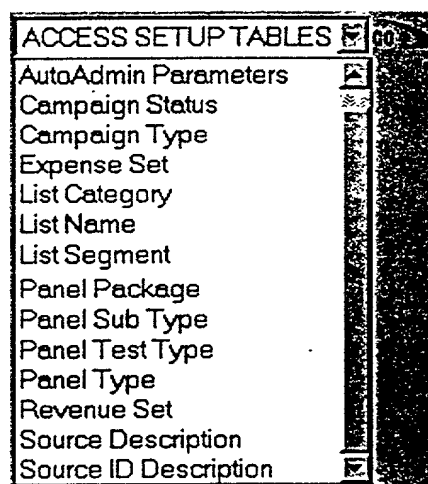 ACCESS SETUP TABLES GO
AutoAdmin Parameters
Campaign Status
Campaign Type
Expense Set
List Category
List Name
List Segment
Panel Package
Panel Sub Type
Panel Test Type
Panel Type
Revenue Set
Source Description
Source ID Description